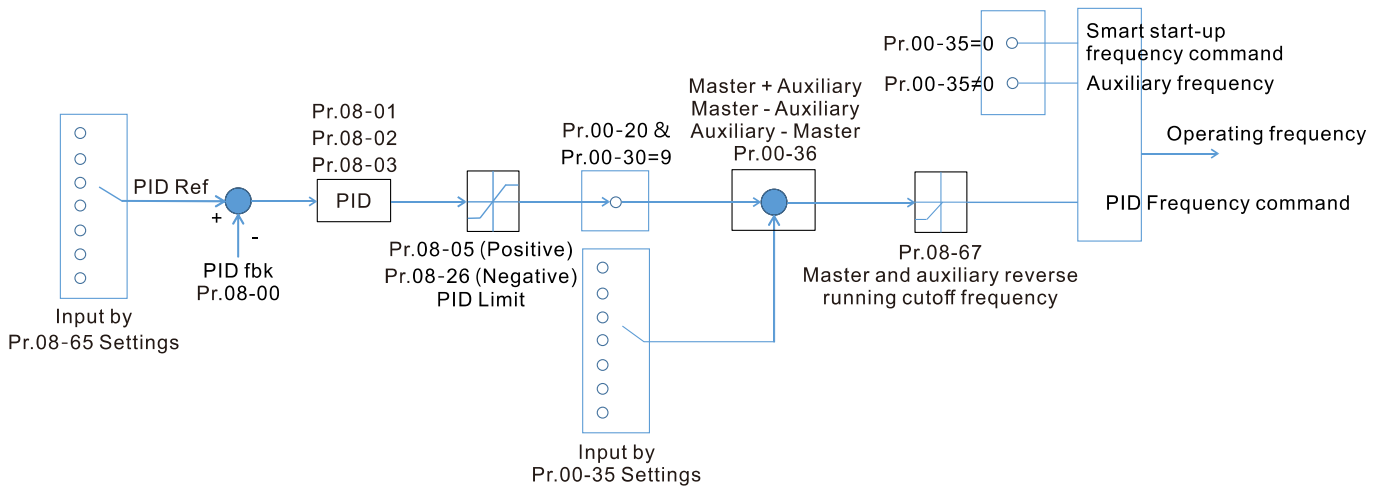 Pr.00-35=0
Smart start-up
frequency command
Pr.00-35≠0
Auxiliary frequency
Operating frequency
Master + Auxiliary
Master - Auxiliary
Auxiliary - Master
Pr.00-36
Pr.08-01
Pr.08-02
Pr.08-03
Pr.00-20 &
Pr.00-30=9
PID Ref
PID
PID Frequency command
+
-
PID fbk
Pr.08-00
Pr.08-05 (Positive)
Pr.08-26 (Negative)
PID Limit
Pr.08-67
Master and auxiliary reverse
running cutoff frequency
Input by
Pr.08-65 Settings
Input by
Pr.00-35 Settings